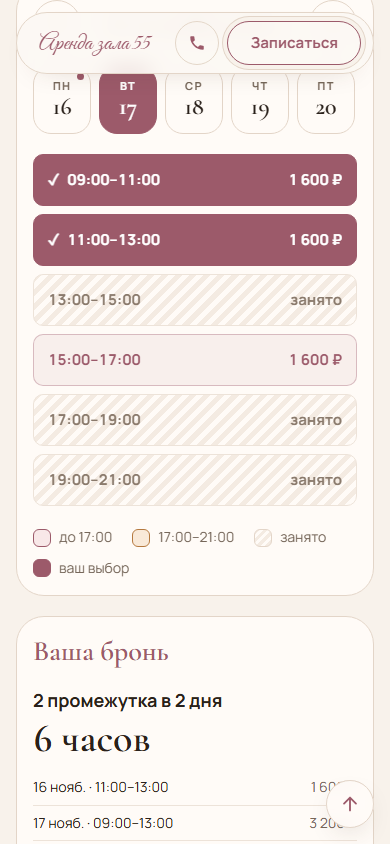 Аренда зала 55
Записаться
ПН
ВТ
СР
ЧТ
ПТ
16
17
18
19
20
✓ 09:00–11:00 1 600 ₽
✓ 11:00–13:00 1 600 ₽
13:00–15:00 занято
15:00–17:00 1 600 ₽
17:00–19:00 занято
19:00–21:00 занято
до 17:00 17:00–21:00 занято
ваш выбор
Ваша бронь
2 промежутка в 2 дня
6 часов
16 нояб. · 11:00–13:00
17 нояб. · 09:00–13:00